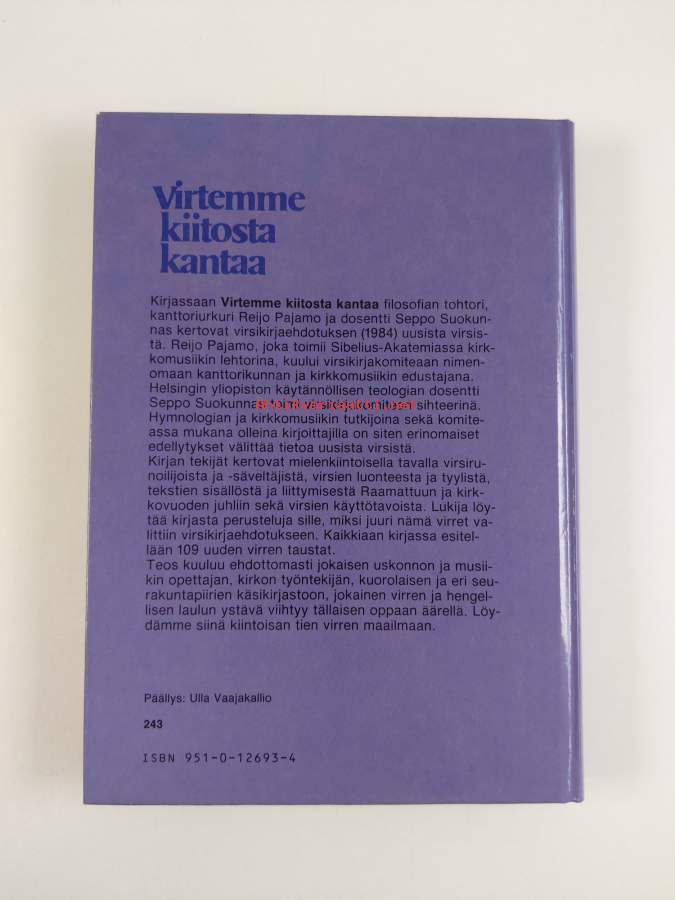 Virtemme
kiitosta
kantaa
Kirjassaan Virtemme kiitosta kantaa filosofian tohtori,
kanttoriurkuri Reijo Pajamo ja dosentti Seppo Suokun-
nas kertovat virsikirjaehdotuksen (1984) uusista virsis-
tä. Reijo Pajamo, joka toimii Sibelius-Akatemiassa kirk-
komusiikin lehtorina, kuului virsikirjakomiteaan nimen-
omaan kanttorikunnan ja kirkkomusiikin edustajana.
Helsingin yliopiston käytännöllisen teologian dosentti
Seppo Suokunnas sihteerinä.
Hymnologian ja kirkkomusiikin tutkijoina sekä komite-
assa mukana olleina kirjoittajilla on siten erinomaiset
edellytykset välittää tietoa uusista virsistä.
Kirjan tekijät kertovat mielenkiintoisella tavalla virsiru-
noilijoista ja -säveltäjistä, virsien luonteesta ja tyylistä,
tekstien sisällöstä ja liittymisestä Raamattuun ja kirk-
kovuoden juhliin sekä virsien käyttötavoista. Lukija löy-
tää kirjasta perusteluja sille, miksi juuri nämä virret va-
littiin virsikirjaehdotukseen. Kaikkiaan kirjassa esitel-
lään 109 uuden virren taustat.
Teos kuuluu ehdottomasti jokaisen uskonnon ja musii-
kin opettajan, kirkon työntekijän, kuorolaisen ja eri seu-
rakuntapiirien käsikirjastoon, jokainen virren ja hengel-
lisen laulun ystävä viihtyy tällaisen oppaan äärellä. Löy-
dämme siinä kiintoisan tien virren maailmaan.
Päällys: Ulla Vaajakallio
243
ISBN 951-0-12693-4